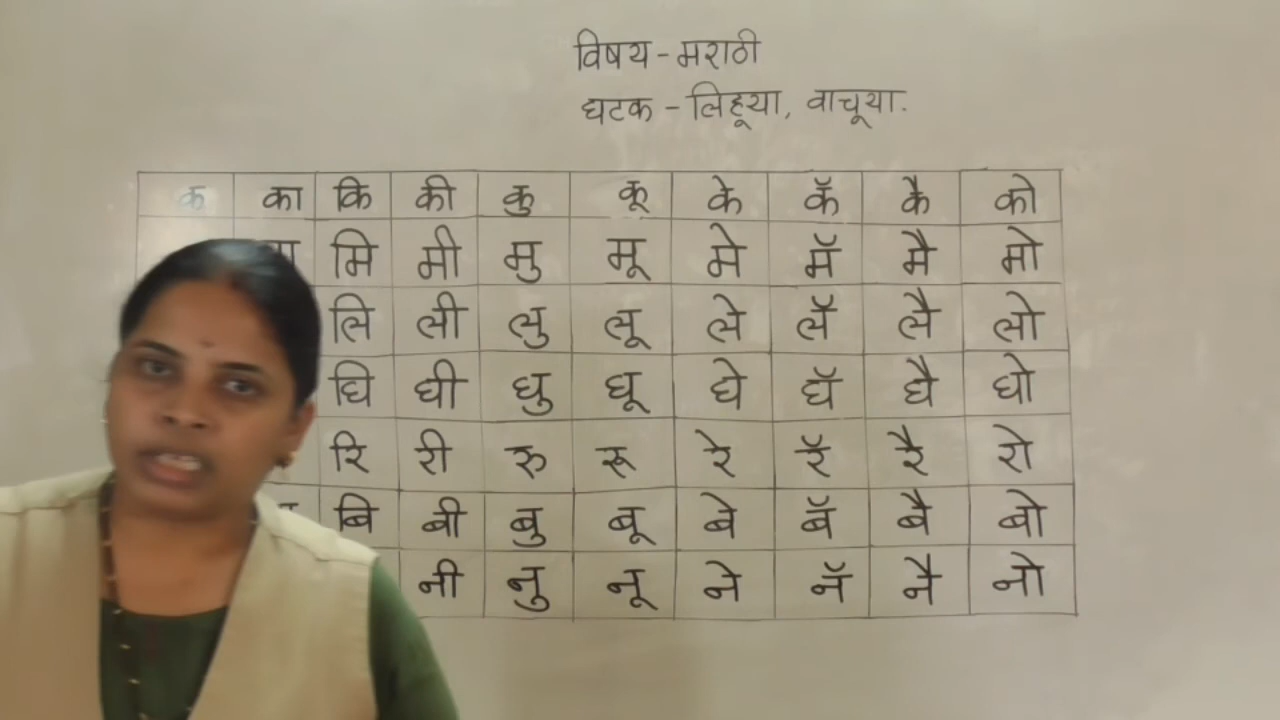 विषय - मराठी
घटक - लिहूया, वाचूया.
क का कि की कु कू के कॅ कै को
मि मी मु मू मे मॅ मै मो
लि ली लु लू ले लॅ लै लो
घि घी घु घू घे घॅ घै घो
रि री रु रू रे रॅ रै रो
बि बी बु बू बे बॅ बै बो
नी नु नू ने नॅ नै नो